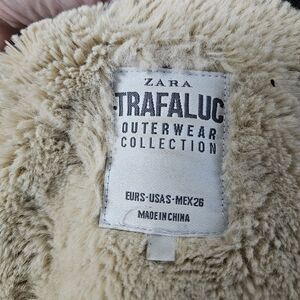 ZARA
TRAFALUC
OUTERWEAR
COLLECTION
EURS-USAS-MEX26
MADE IN CHINA